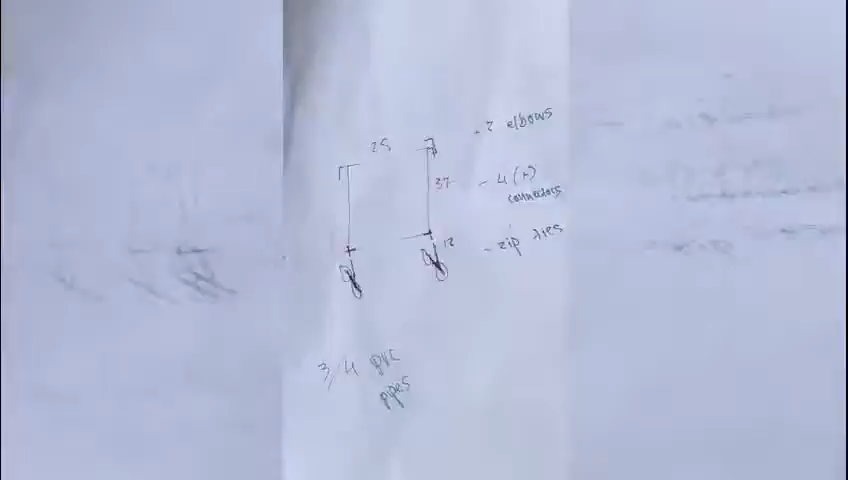 25
- 2 elbows
37
- 4 (+)
connectors
12
- zip ties
3/4 pvc
pipes